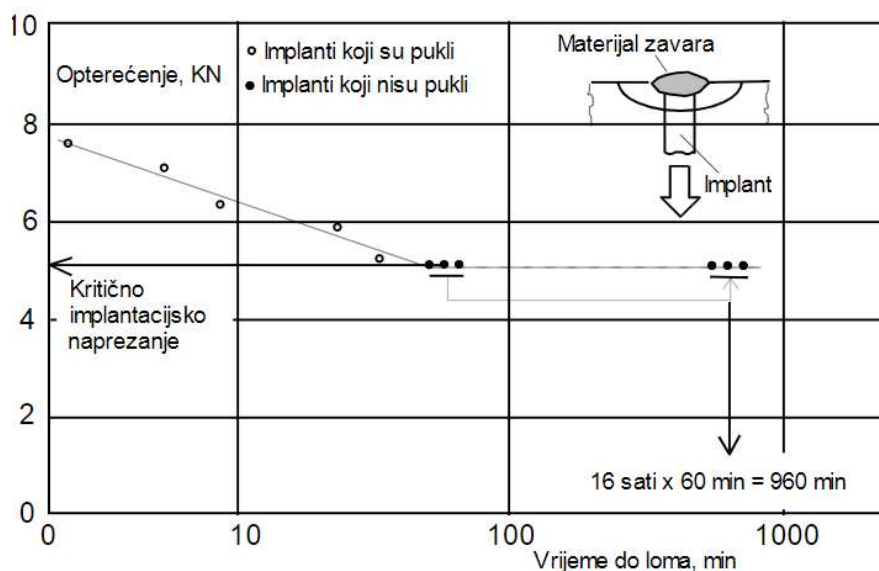 10
Opterećenje, KN
Implanti koji su pukli
Implanti koji nisu pukli
Materijal zavara
Implant
8
6
4
2
0
Kritično
implantacijsko
naprezanje
16 sati x 60 min = 960 min
0
10
100
1000
Vrijeme do loma, min